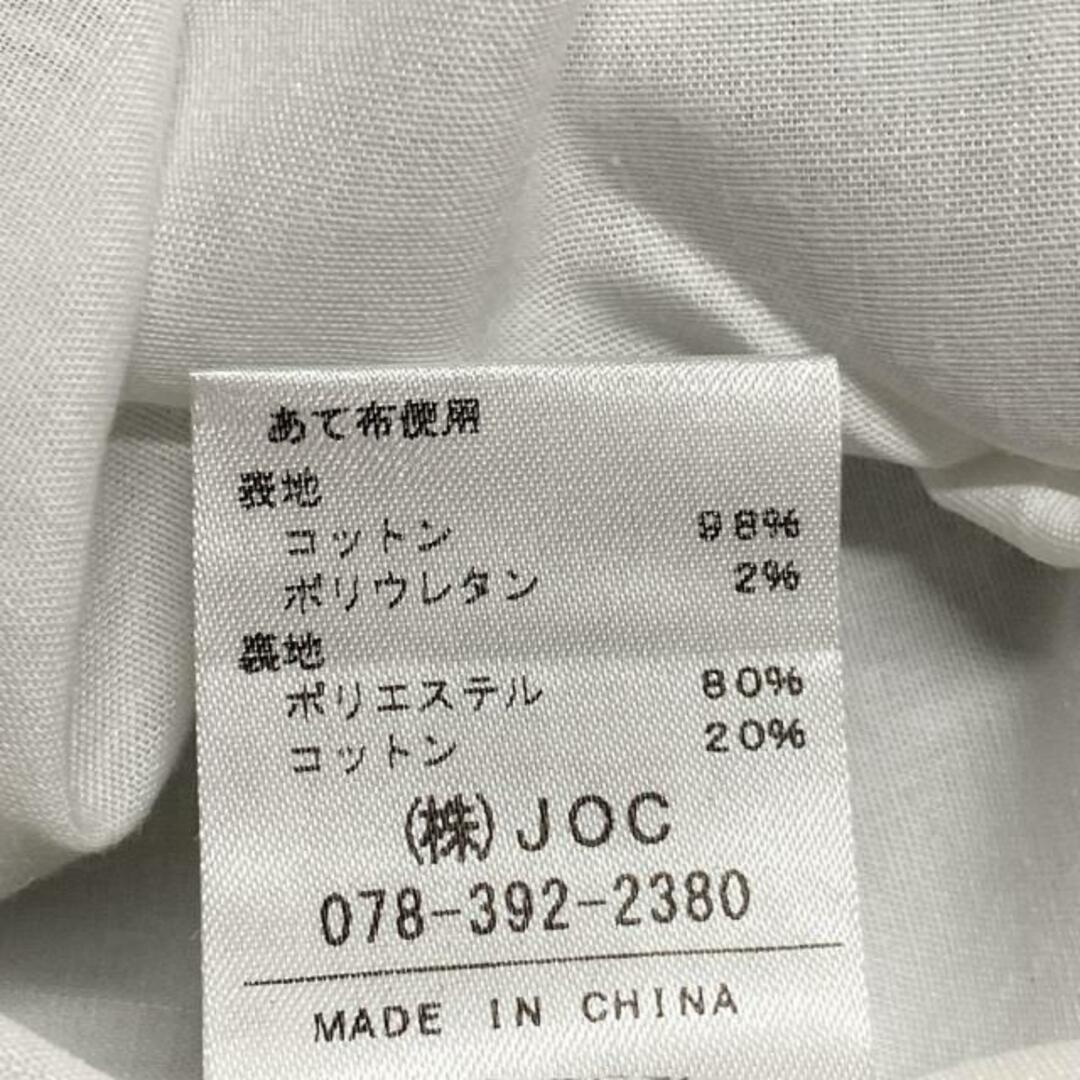 あて布使用
表地
コットン 98%
ポリウレタン 2%
裏地
ポリエステル 80%
コットン 20%
(株)JOC
078-392-2380
MADE IN CHINA